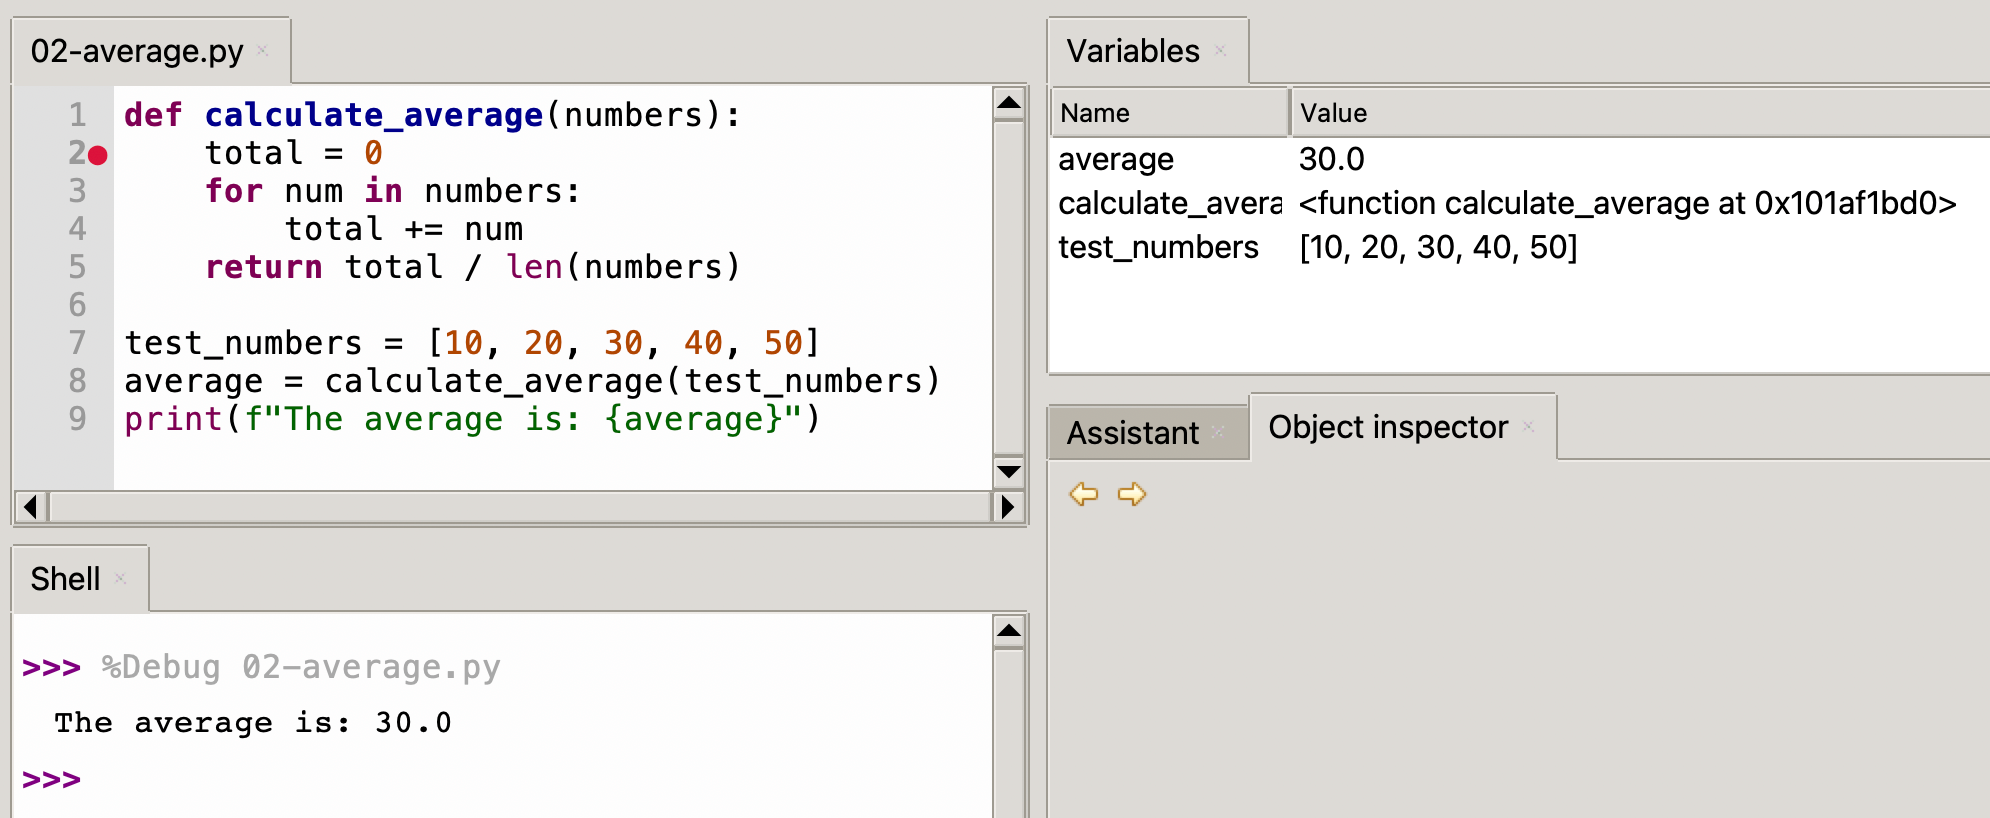 02-average.py
1 def calculate_average(numbers):
2     total = 0
3     for num in numbers:
4         total += num
5     return total / len(numbers)
6
7 test_numbers = [10, 20, 30, 40, 50]
8 average = calculate_average(test_numbers)
9 print(f"The average is: {average}")
Shell
>>> %Debug 02-average.py
The average is: 30.0
>>>
Variables
Name Value
average 30.0
calculate_avera <function calculate_average at 0x101af1bd0>
test_numbers [10, 20, 30, 40, 50]
Assistant Object inspector